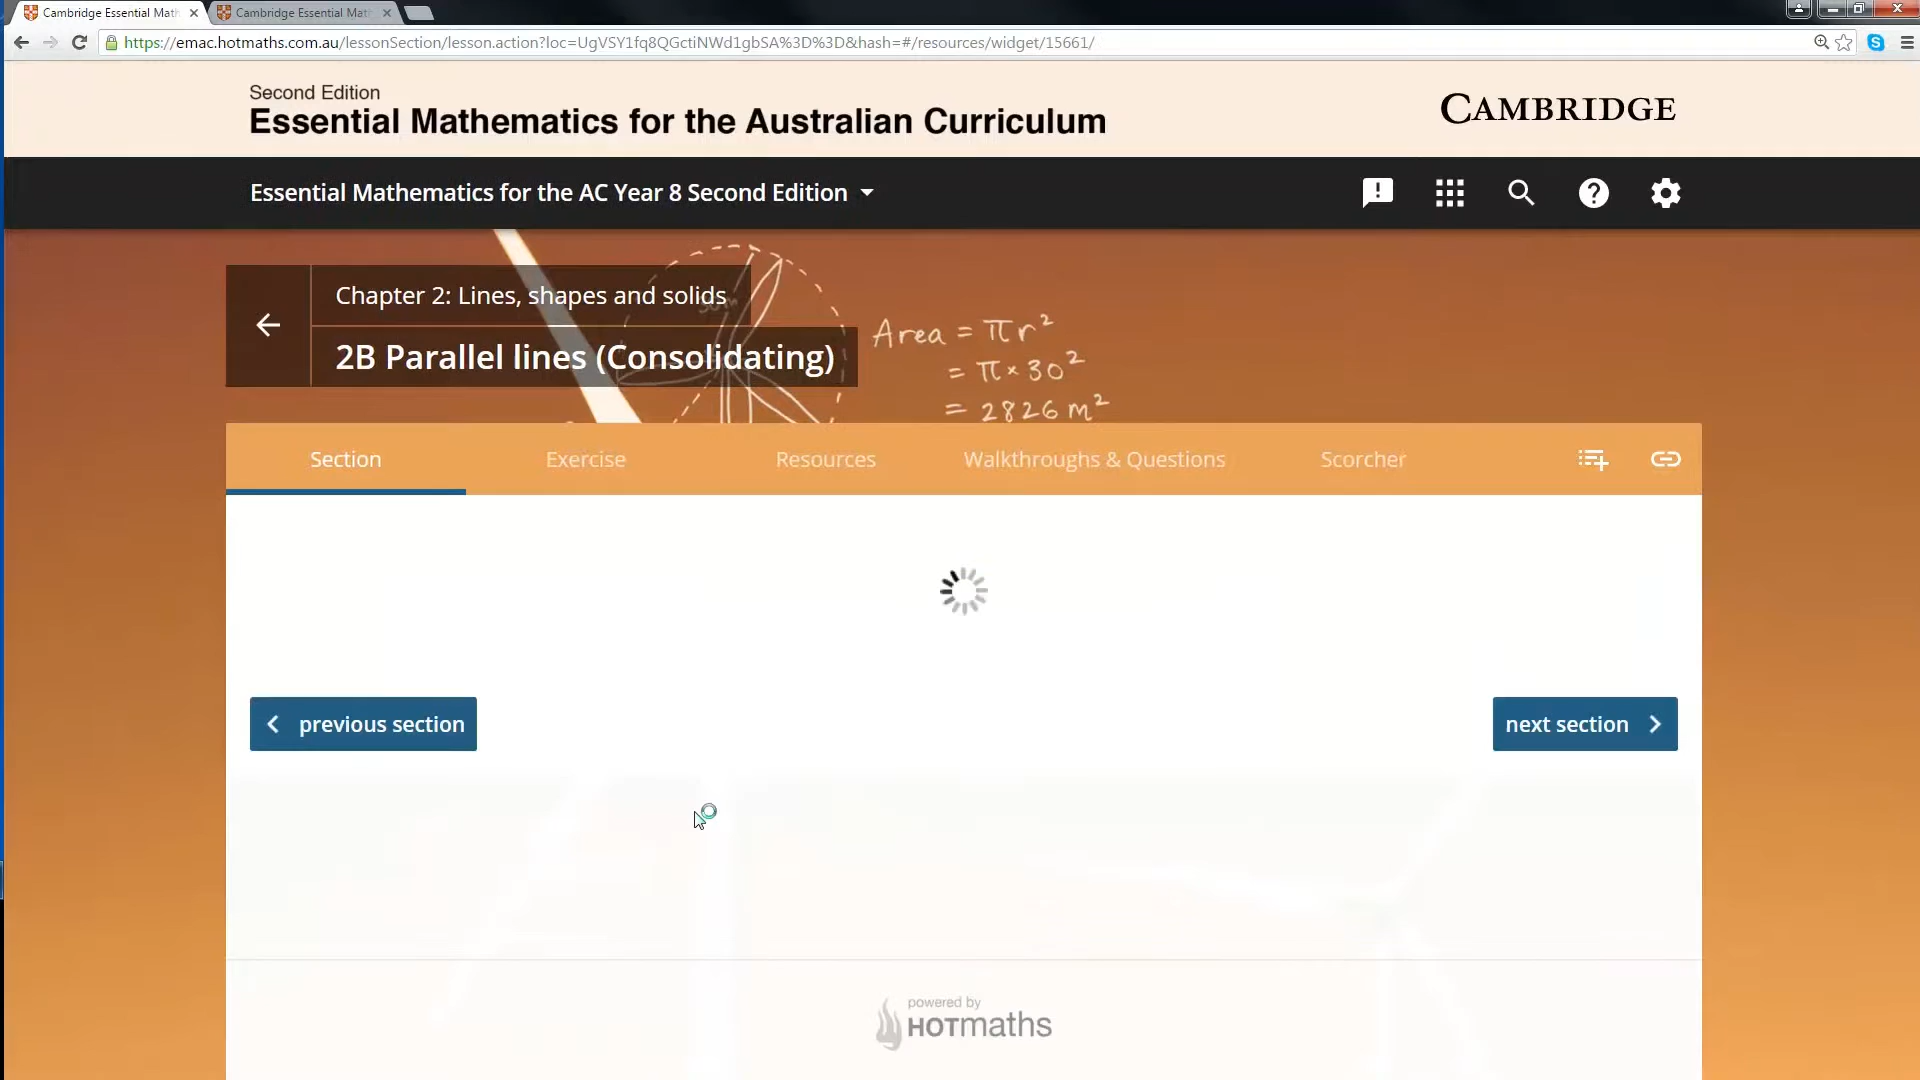 Cambridge Essential Math
Cambridge Essential Mat
https://emac.hotmaths.com.au/lessonSection/lesson.action?loc=UgVSY1fq8QGctiNWd1gbSA%3D%3D&hash=#/resources/widget/15661/
Second Edition
Essential Mathematics for the Australian Curriculum
CAMBRIDGE
Essential Mathematics for the AC Year 8 Second Edition
Chapter 2: Lines, shapes and solids
2B Parallel lines (Consolidating)
Area = πr²
= π × 30²
= 2826 m²
Section
Exercise
Resources
Walkthroughs & Questions
Scorcher
previous section
next section
powered by
HOTmaths